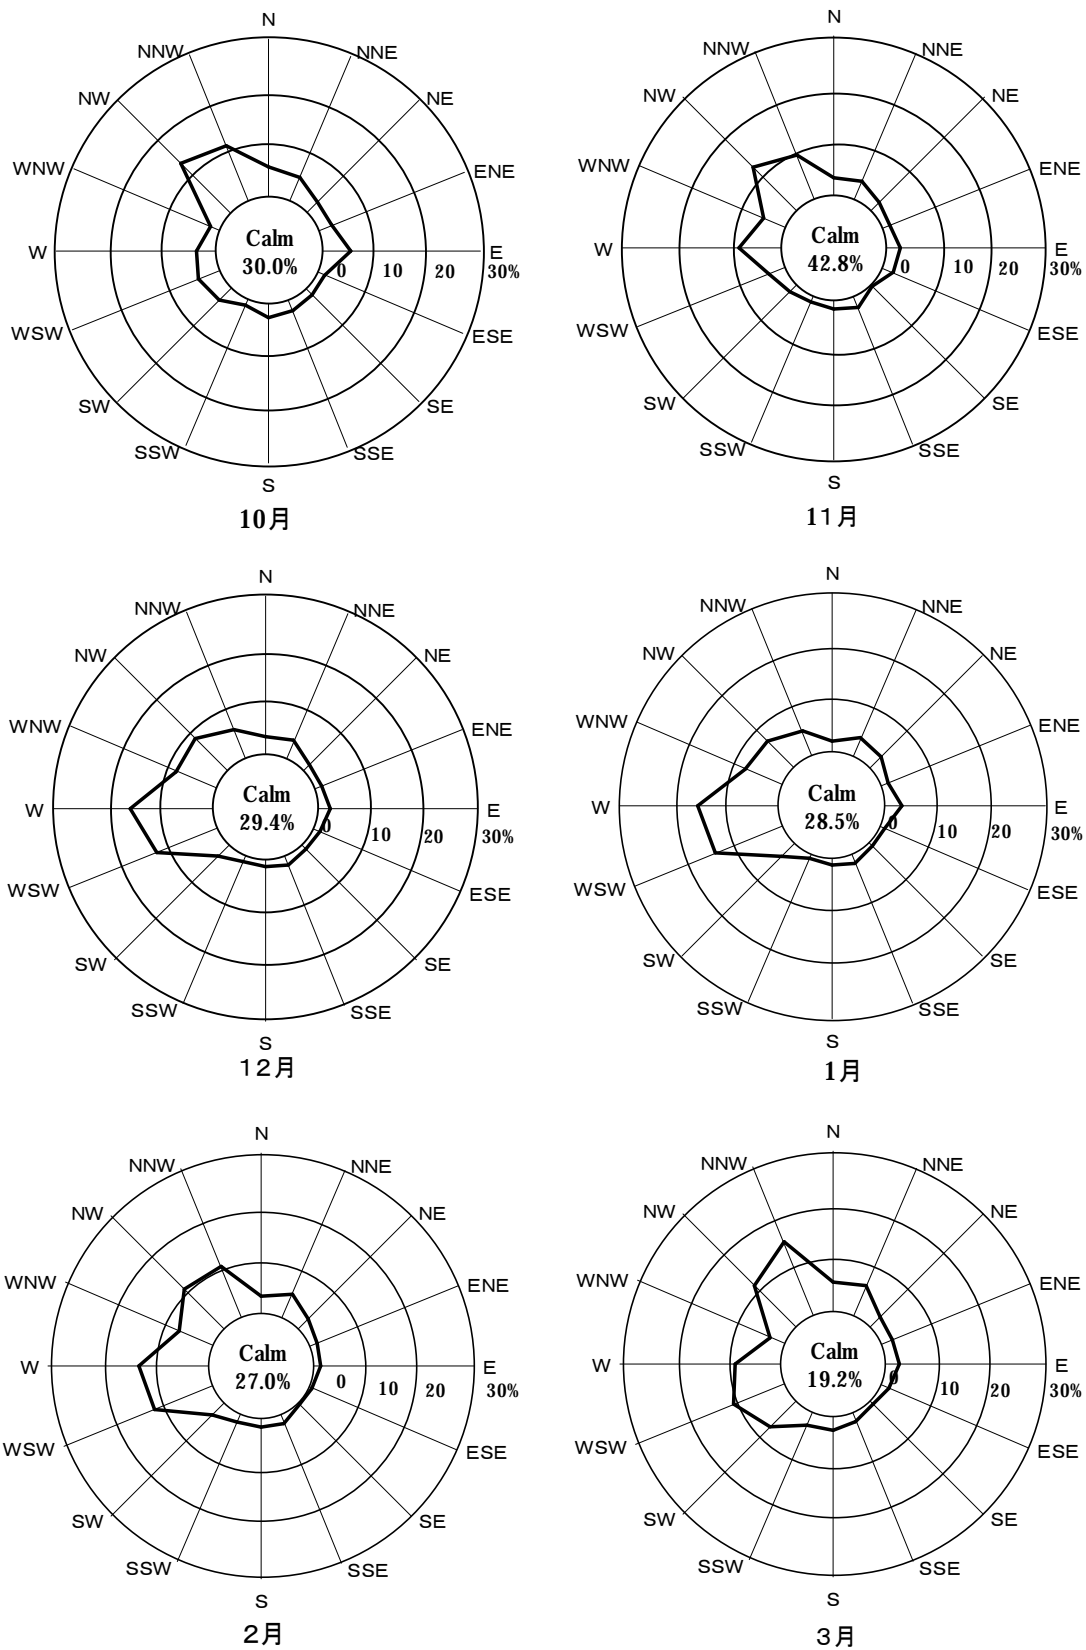 N
NNW NNE
NW NE
WNW ENE
W E
Calm
30.0%
0 10 20 30%
WSW ESE
SW SE
SSW SSE
S
10月
N
NNW NNE
NW NE
WNW ENE
W E
Calm
42.8%
0 10 20 30%
WSW ESE
SW SE
SSW SSE
S
11月
N
NNW NNE
NW NE
WNW ENE
W E
Calm
29.4%
0 10 20 30%
WSW ESE
SW SE
SSW SSE
S
12月
N
NNW NNE
NW NE
WNW ENE
W E
Calm
28.5%
0 10 20 30%
WSW ESE
SW SE
SSW SSE
S
1月
N
NNW NNE
NW NE
WNW ENE
W E
Calm
27.0%
0 10 20 30%
WSW ESE
SW SE
SSW SSE
S
2月
N
NNW NNE
NW NE
WNW ENE
W E
Calm
19.2%
0 10 20 30%
WSW ESE
SW SE
SSW SSE
S
3月